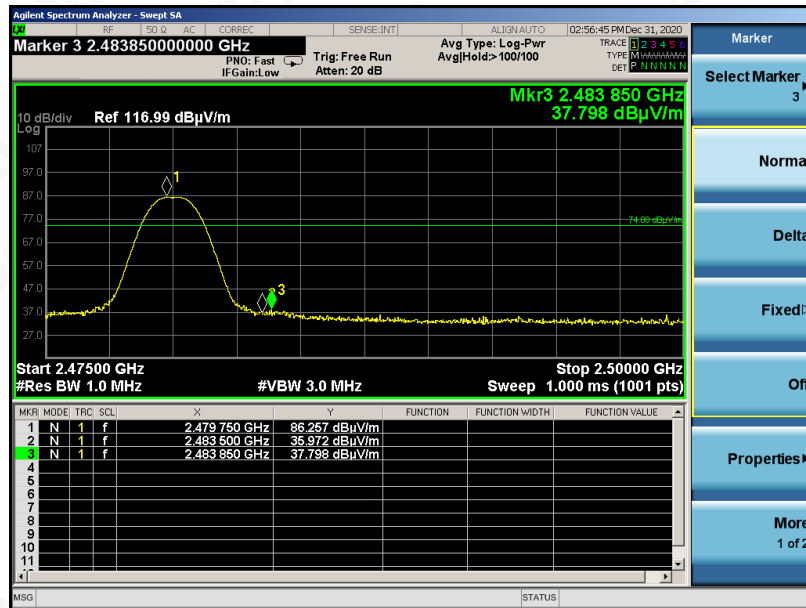 Agilent Spectrum Analyzer - Swept SA
LXI RF 50 Ω AC CORREC SENSE:INT ALIGN AUTO 02:56:45 PM Dec 31, 2020
Marker 3 2.483850000000 GHz
PNO: Fast
IFGain:Low
Trig: Free Run
Atten: 20 dB
Avg Type: Log-Pwr
Avg|Hold:>100/100
TRACE 1 2 3 4 5 6
TYPE M
DET P N N N N N
Mkr3 2.483 850 GHz
37.798 dBµV/m
10 dB/div Ref 116.99 dBµV/m
Log
107
97.0
87.0
77.0
67.0
57.0
47.0
37.0
27.0
1
3
74.00 dBµV/m
Start 2.47500 GHz Stop 2.50000 GHz
#Res BW 1.0 MHz #VBW 3.0 MHz Sweep 1.000 ms (1001 pts)
MKR MODE TRC SCL X Y FUNCTION FUNCTION WIDTH FUNCTION VALUE
1 N 1 f 2.479 750 GHz 86.257 dBµV/m
2 N 1 f 2.483 500 GHz 35.972 dBµV/m
3 N 1 f 2.483 850 GHz 37.798 dBµV/m
4
5
6
7
8
9
10
11
MSG STATUS
Marker
Select Marker
3
Norma
Delta
Fixed
Of
Properties
More
1 of 2